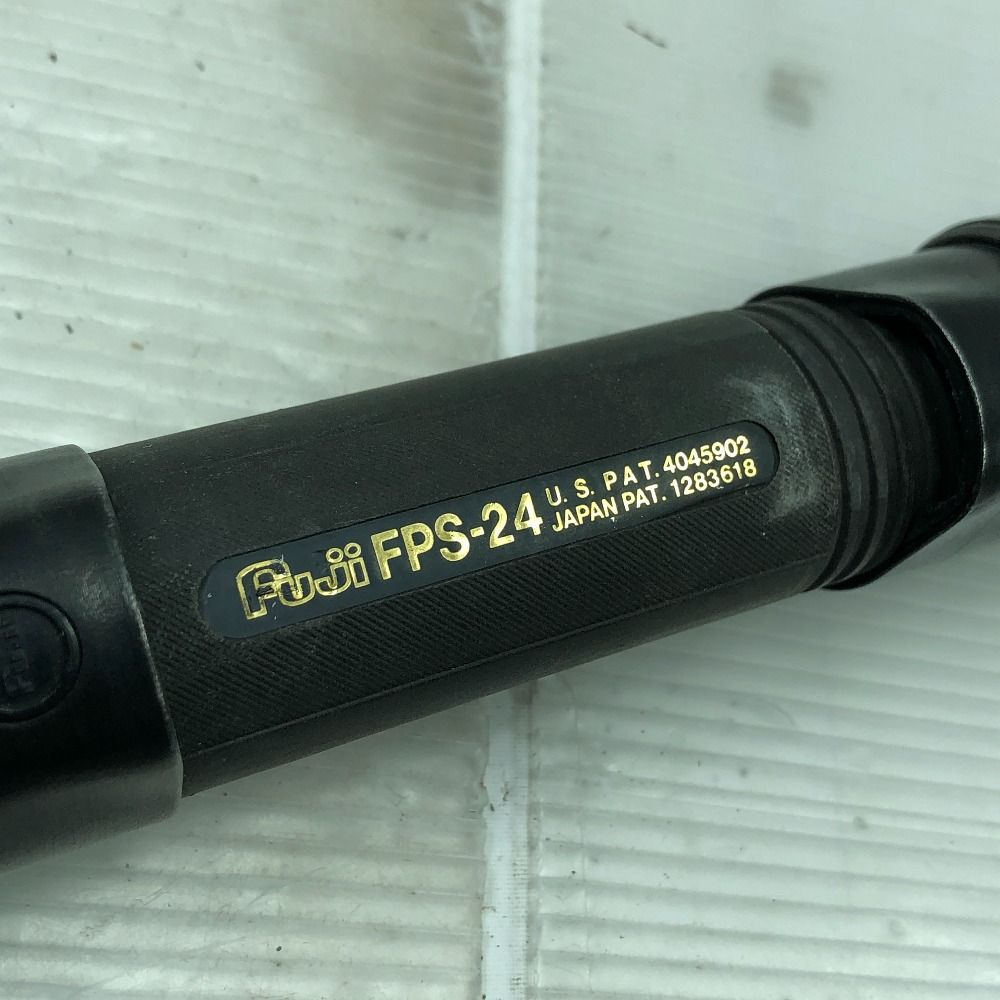 Fuji FPS-24
U. S. PAT. 4045902
JAPAN PAT. 1283618